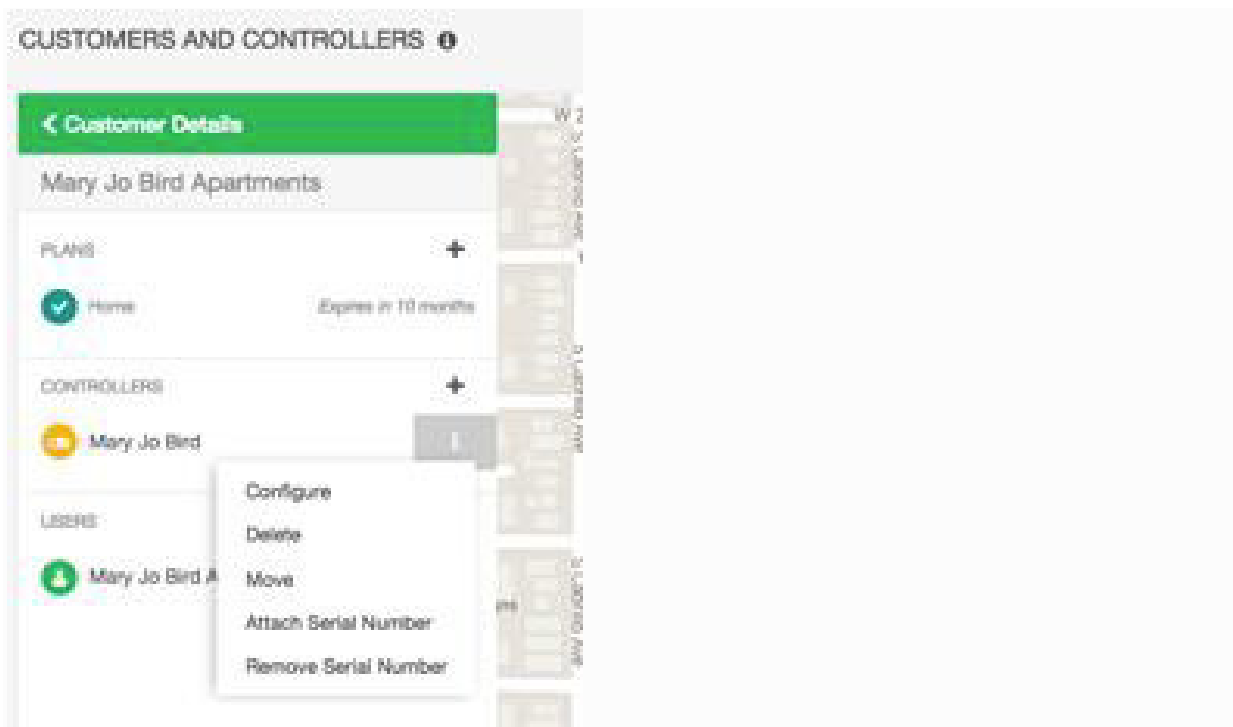 CUSTOMERS AND CONTROLLERS
Customer Details
Mary Jo Bird Apartments
PLANS
Home Expires in 10 months
CONTROLLERS
Mary Jo Bird
Configure
USERS
Delete
Mary Jo Bird A
Move
Attach Serial Number
Remove Serial Number